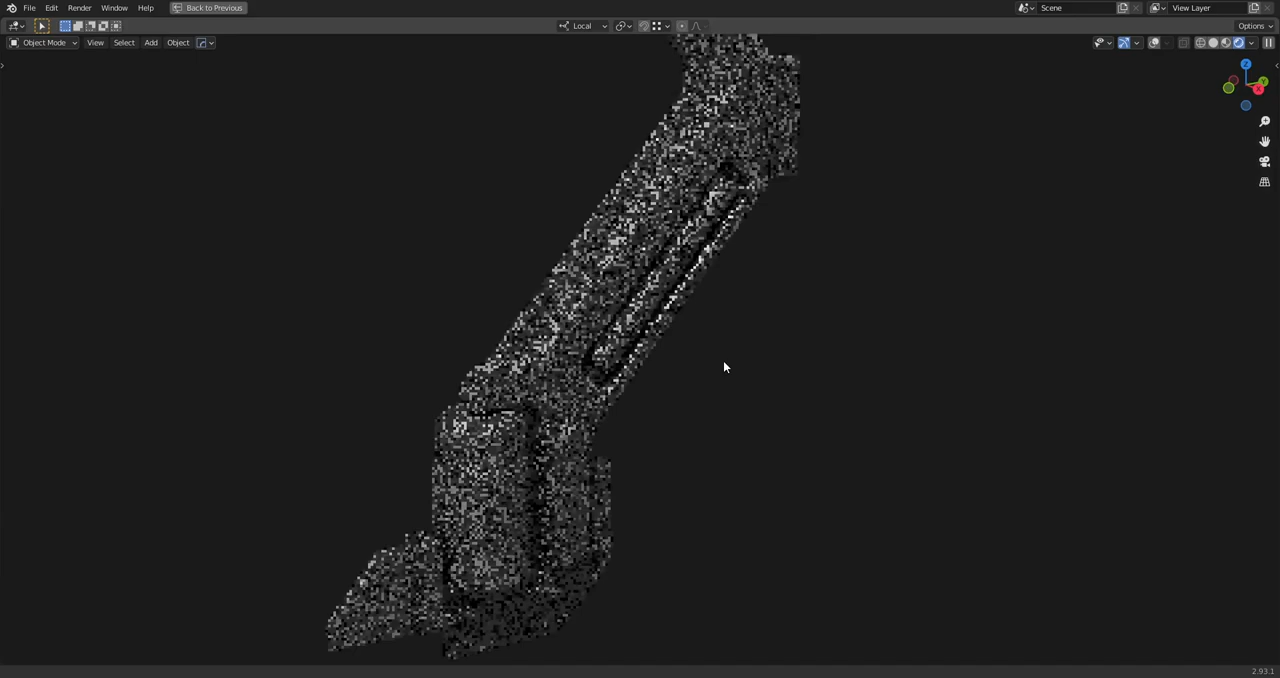 File Edit Render Window Help Back to Previous Scene View Layer
Local Options
Object Mode View Select Add Object
Z
Y
X
2.93.1